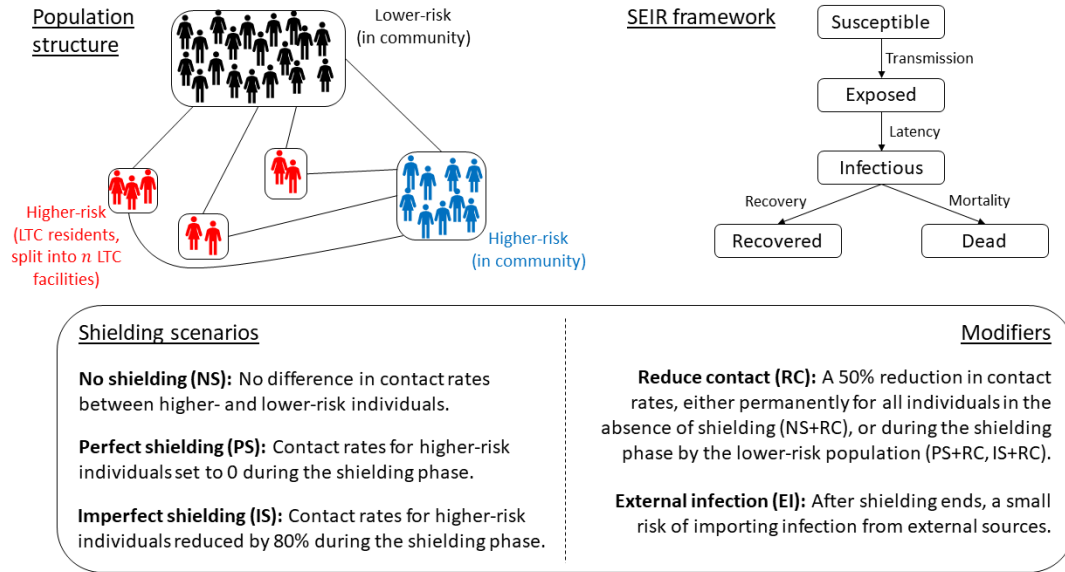 Population
structure
Lower-risk
(in community)
Higher-risk
(LTC residents,
split into n LTC
facilities)
Higher-risk
(in community)
SEIR framework
Susceptible
Transmission
Exposed
Latency
Infectious
Recovery
Mortality
Recovered
Dead
Shielding scenarios
No shielding (NS): No difference in contact rates
between higher- and lower-risk individuals.
Perfect shielding (PS): Contact rates for higher-risk
individuals set to 0 during the shielding phase.
Imperfect shielding (IS): Contact rates for higher-risk
individuals reduced by 80% during the shielding phase.
Modifiers
Reduce contact (RC): A 50% reduction in contact
rates, either permanently for all individuals in the
absence of shielding (NS+RC), or during the shielding
phase by the lower-risk population (PS+RC, IS+RC).
External infection (EI): After shielding ends, a small
risk of importing infection from external sources.